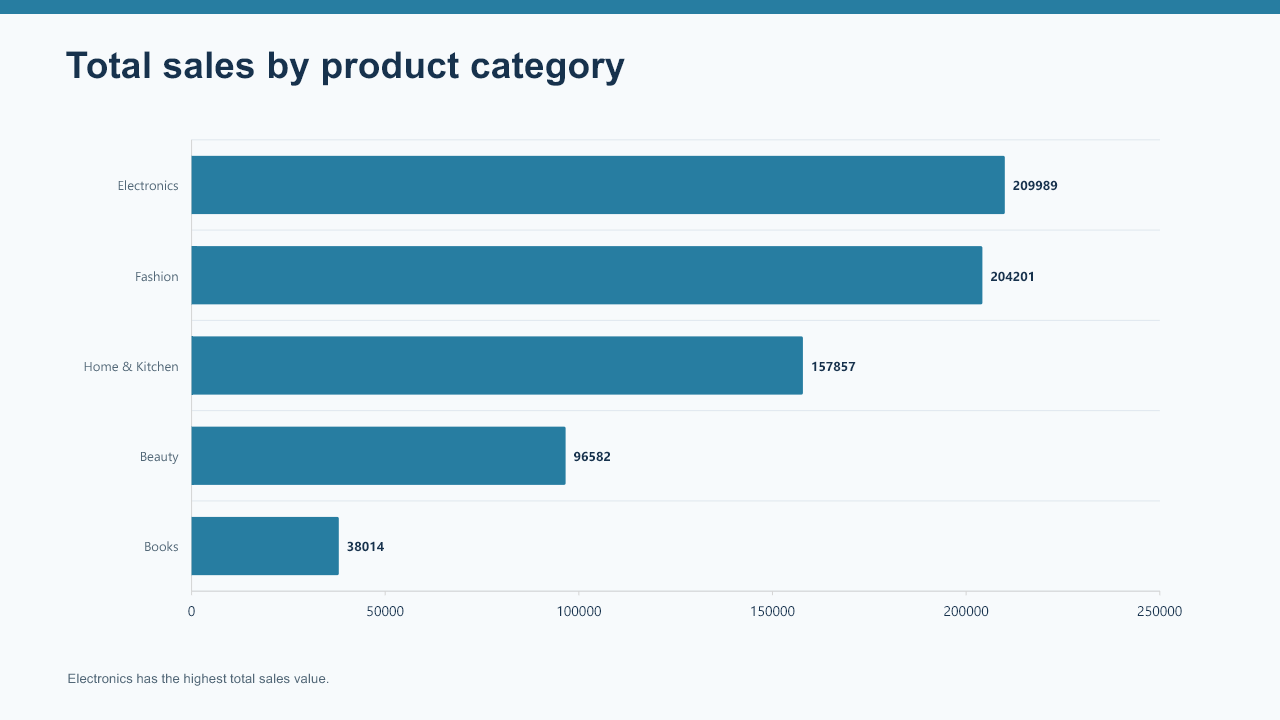 Total sales by product category
Electronics
209989
Fashion
204201
Home & Kitchen
157857
Beauty
96582
Books
38014
0 50000 100000 150000 200000 250000
Electronics has the highest total sales value.